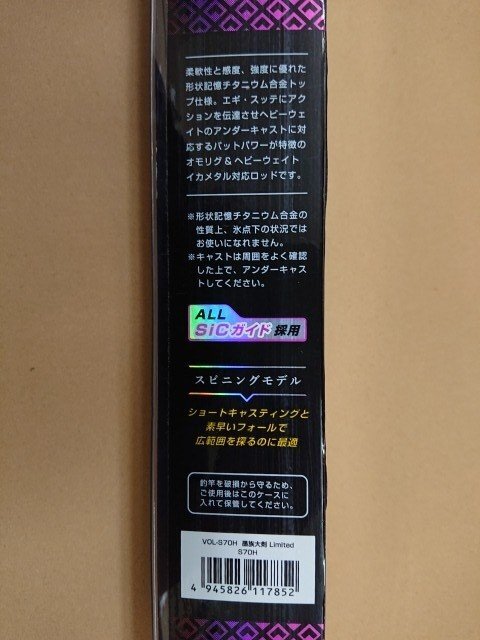 柔軟性と感度、強度に優れた
形状記憶チタニウム合金トッ
プ仕様。エギ・スッテにアク
ションを伝達させヘビーウェ
イトのアンダーキャストに対
応するバットパワーが特徴の
オモリグ&ヘビーウェイト
イカメタル対応ロッドです。
※形状記憶チタニウム合金の
性質上、氷点下の状況では
お使いになれません。
※キャストは周囲をよく確認
した上で、アンダーキャス
トしてください。
ALL
SiCガイド 採用
スピニングモデル
ショートキャスティングと
素早いフォールで
広範囲を探るのに最適
釣竿を破損から守るため、
ご使用後はこのケースに
入れて保管してください。
VOL-S70H 墨族大剣 Limited
S70H
4 945826 117852